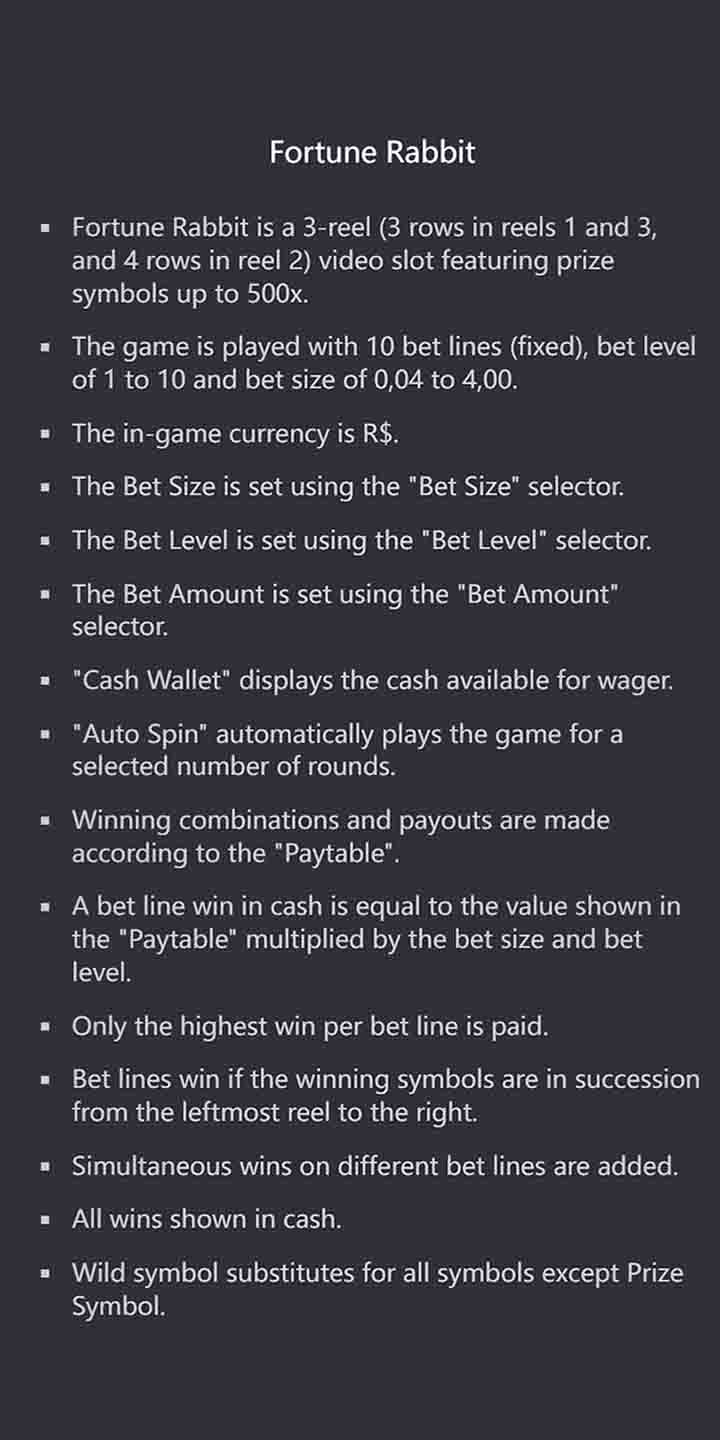 Fortune Rabbit
▪ Fortune Rabbit is a 3-reel (3 rows in reels 1 and 3,
and 4 rows in reel 2) video slot featuring prize
symbols up to 500x.
▪ The game is played with 10 bet lines (fixed), bet level
of 1 to 10 and bet size of 0,04 to 4,00.
▪ The in-game currency is R$.
▪ The Bet Size is set using the "Bet Size" selector.
▪ The Bet Level is set using the "Bet Level" selector.
▪ The Bet Amount is set using the "Bet Amount"
selector.
▪ "Cash Wallet" displays the cash available for wager.
▪ "Auto Spin" automatically plays the game for a
selected number of rounds.
▪ Winning combinations and payouts are made
according to the "Paytable".
▪ A bet line win in cash is equal to the value shown in
the "Paytable" multiplied by the bet size and bet
level.
▪ Only the highest win per bet line is paid.
▪ Bet lines win if the winning symbols are in succession
from the leftmost reel to the right.
▪ Simultaneous wins on different bet lines are added.
▪ All wins shown in cash.
▪ Wild symbol substitutes for all symbols except Prize
Symbol.